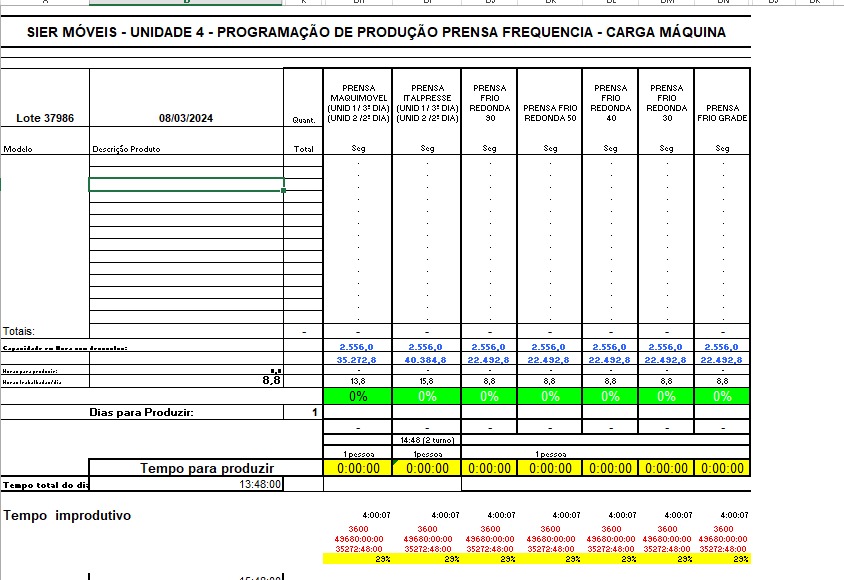 SIER MÓVEIS - UNIDADE 4 - PROGRAMAÇÃO DE PRODUÇÃO PRENSA FREQUENCIA - CARGA MÁQUINA
PRENSA MAQUIMOVEL (UNID 1 / 3ª DIA) (UNID 2 /2ª DIA)
PRENSA ITALPRESSE (UNID 1 / 3ª DIA) (UNID 2 /2ª DIA)
PRENSA FRIO REDONDA 90
PRENSA FRIO REDONDA 50
PRENSA FRIO REDONDA 40
PRENSA FRIO REDONDA 30
PRENSA FRIO GRADE
Lote 37986 08/03/2024 Quant.
Modelo Descrição Produto Total Seg Seg Seg Seg Seg Seg Seg
Totais: - - - - - - - -
Capacidade em Hora com descontos: 2.556,0 2.556,0 2.556,0 2.556,0 2.556,0 2.556,0 2.556,0
35.272,8 40.384,8 22.492,8 22.492,8 22.492,8 22.492,8 22.492,8
Horas para produzir: 8,8 - - - - - - -
Horas trabalhadas/dia 8,8 13,8 15,8 8,8 8,8 8,8 8,8 8,8
0% 0% 0% 0% 0% 0% 0%
Dias para Produzir: 1
- - - - - - -
14:48 (2 turno)
1 pessoa 1pessoa 1 pessoa
Tempo para produzir 0:00:00 0:00:00 0:00:00 0:00:00 0:00:00 0:00:00 0:00:00
Tempo total do dia 13:48:00
Tempo improdutivo 4:00:07 4:00:07 4:00:07 4:00:07 4:00:07 4:00:07 4:00:07
3600 3600 3600 3600 3600 3600 3600
49680:00:00 49680:00:00 49680:00:00 49680:00:00 49680:00:00 49680:00:00 49680:00:00
35272:48:00 35272:48:00 35272:48:00 35272:48:00 35272:48:00 35272:48:00 35272:48:00
29% 29% 29% 29% 29% 29% 29%
15:48:00